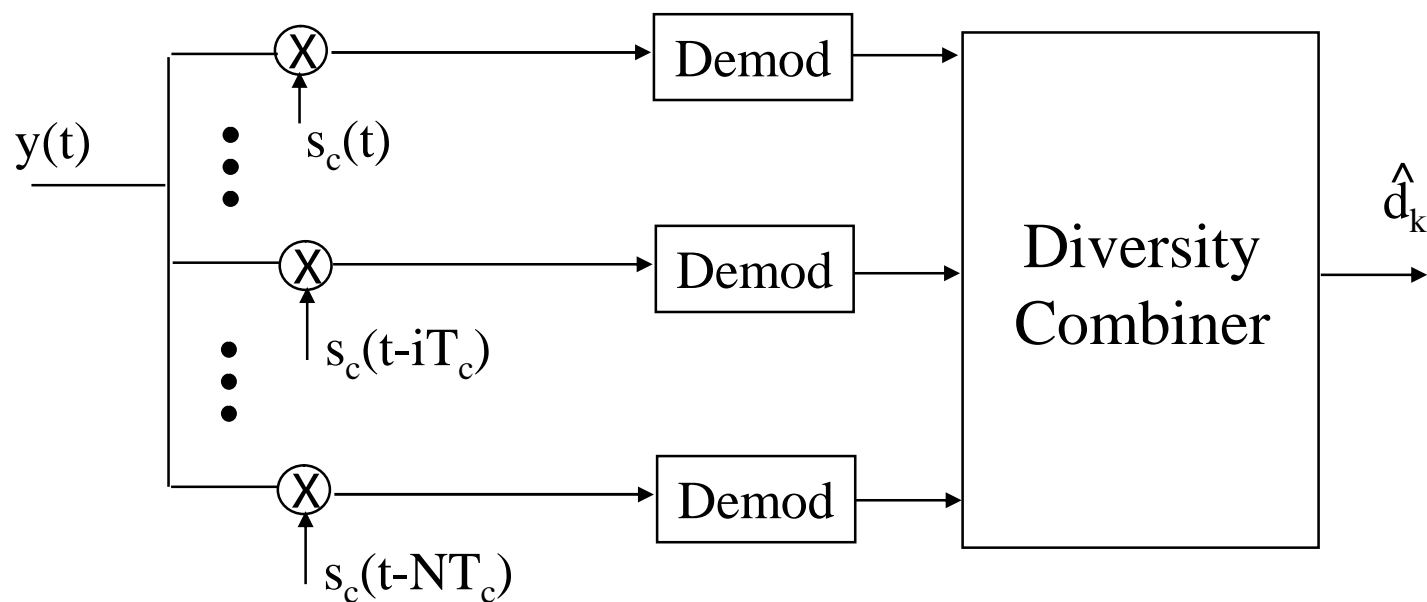 X
Demod
y(t)
s_c(t)
d̂_k
X
Demod
Diversity
Combiner
s_c(t-iT_c)
X
Demod
s_c(t-NT_c)